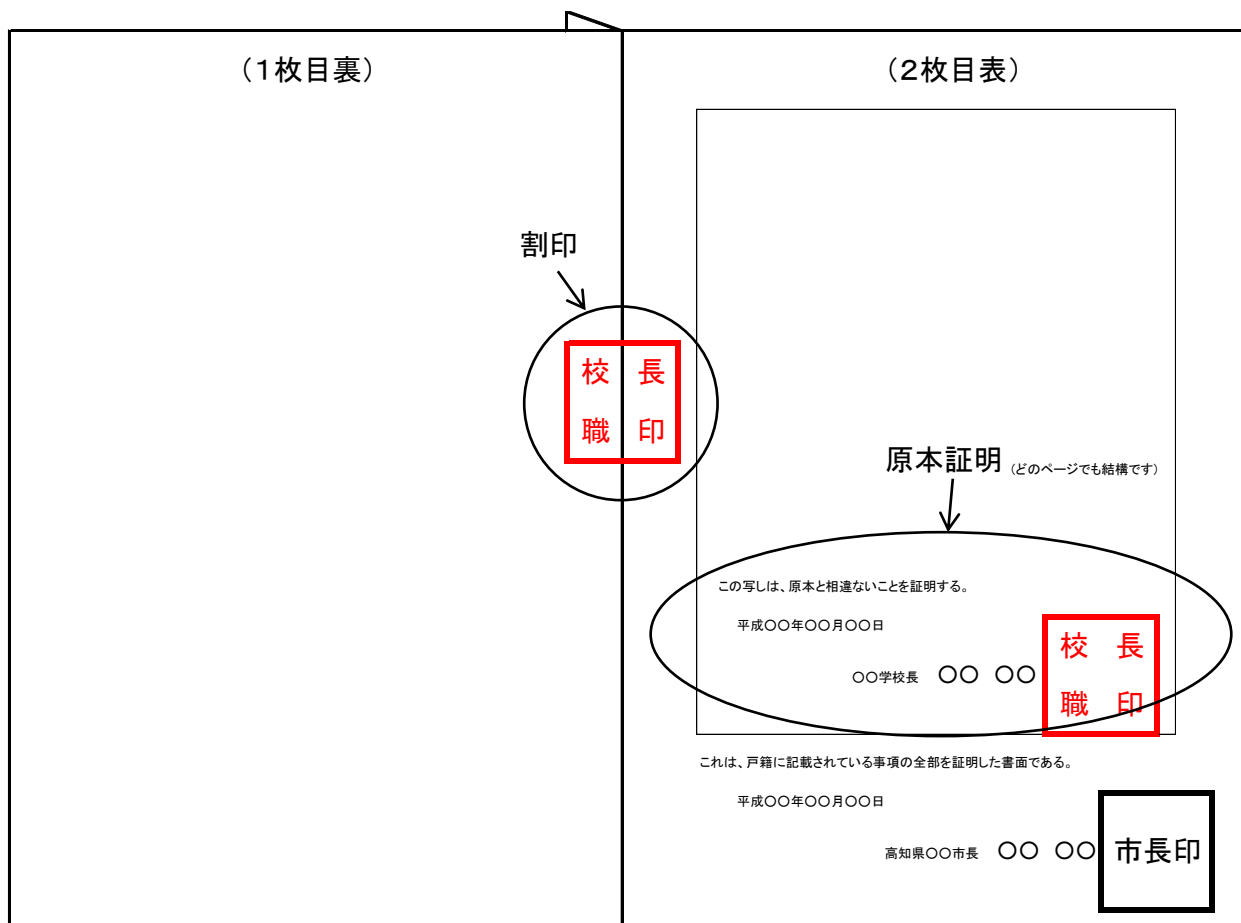 （１枚目裏）
（２枚目表）
割印
校　長
職　印
原本証明（どのページでも結構です）
この写しは、原本と相違ないことを証明する。
平成〇〇年〇〇月〇〇日
〇〇学校長　〇〇　〇〇
校　長
職　印
これは、戸籍に記載されている事項の全部を証明した書面である。
平成〇〇年〇〇月〇〇日
高知県〇〇市長　〇〇　〇〇　市長印